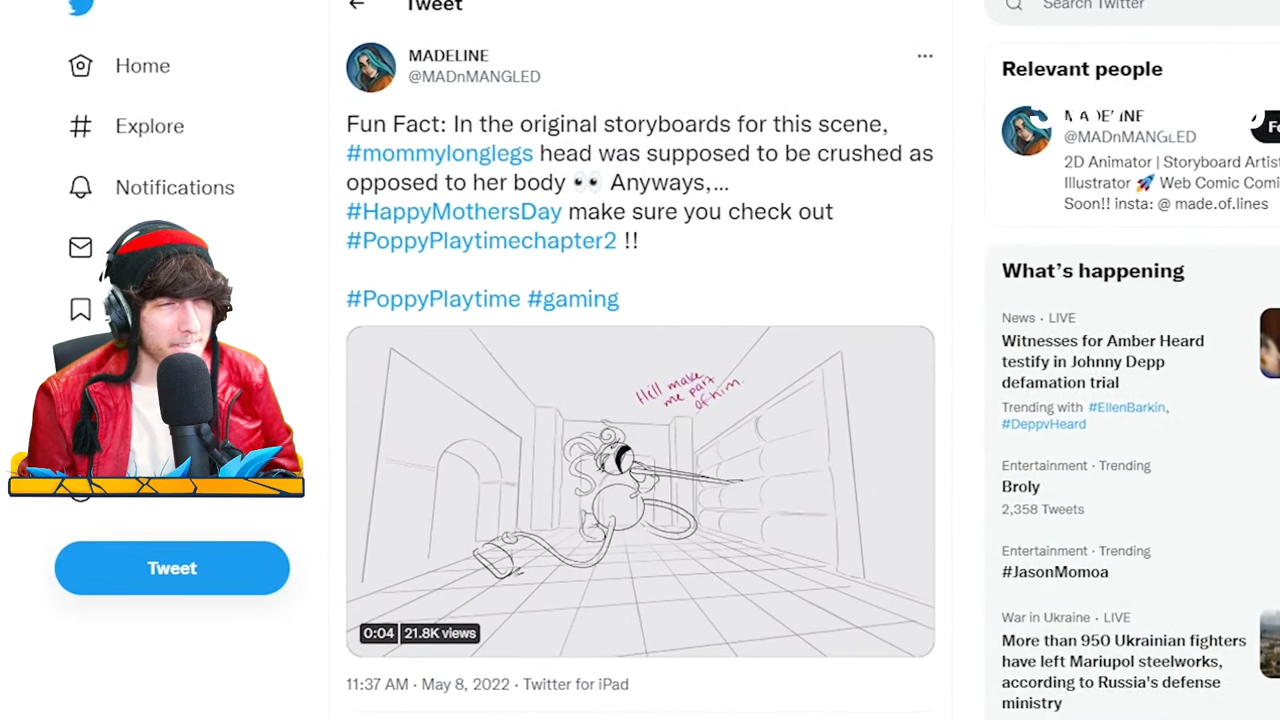 Tweet
Search Twitter
Home
Explore
Notifications
Tweet
MADELINE
@MADnMANGLED
Fun Fact: In the original storyboards for this scene,
#mommylonglegs head was supposed to be crushed as
opposed to her body 👀 Anyways,...
#HappyMothersDay make sure you check out
#PoppyPlaytimechapter2 !!
#PoppyPlaytime #gaming
He'll make
me part
of him.
0:04 21.8K views
11:37 AM · May 8, 2022 · Twitter for iPad
Relevant people
@MADnMANGLED
2D Animator | Storyboard Artist
Illustrator 🚀 Web Comic Comi
Soon!! insta: @ made.of.lines
What's happening
News · LIVE
Witnesses for Amber Heard
testify in Johnny Depp
defamation trial
Trending with #EllenBarkin,
#DeppvHeard
Entertainment · Trending
Broly
2,358 Tweets
Entertainment · Trending
#JasonMomoa
War in Ukraine · LIVE
More than 950 Ukrainian fighters
have left Mariupol steelworks,
according to Russia's defense
ministry